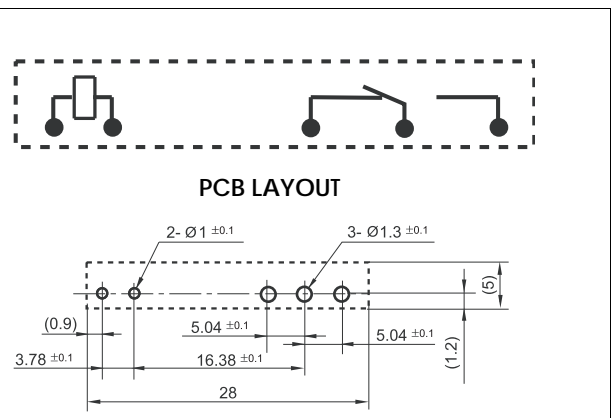 PCB LAYOUT
2- Ø1 ±0.1
3- Ø1.3 ±0.1
(5)
(0.9)
5.04 ±0.1
5.04 ±0.1
(1.2)
3.78 ±0.1
16.38 ±0.1
28